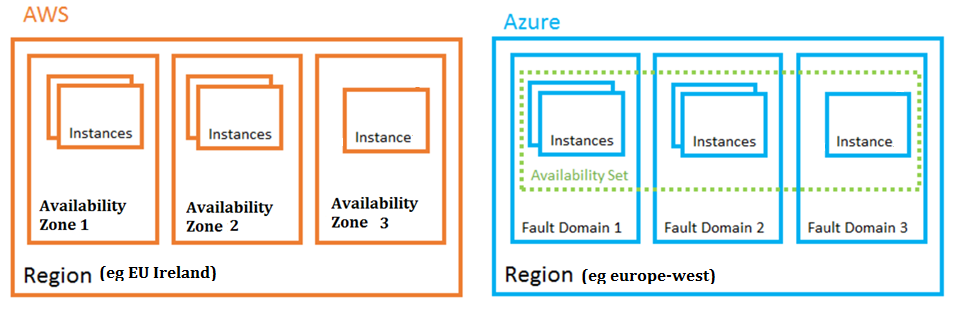 AWS
Instances
Instances
Instance
Availability
Zone 1
Availability
Zone 2
Availability
Zone 3
Region (eg EU Ireland)
Azure
Instances
Instances
Instance
Availability Set
Fault Domain 1
Fault Domain 2
Fault Domain 3
Region (eg europe-west)